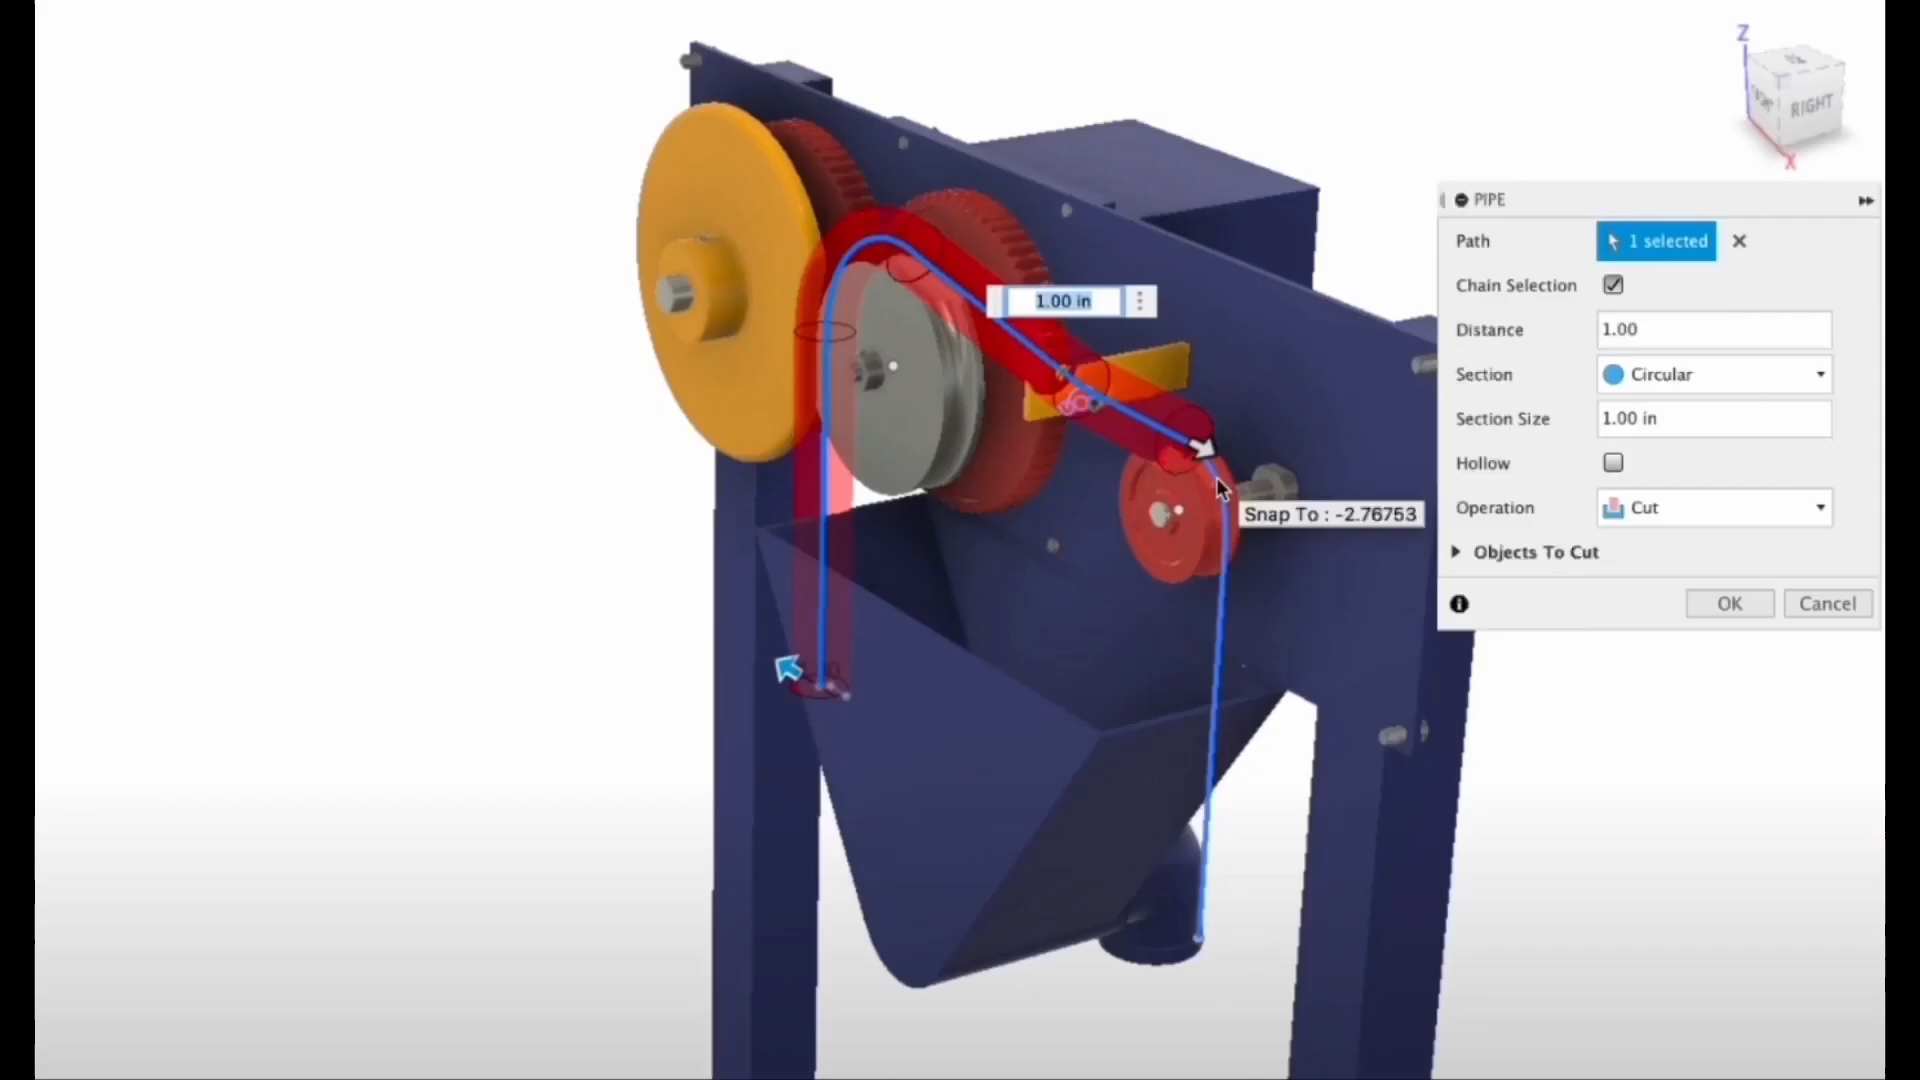 Z
RIGHT
X
PIPE
Path 1 selected
Chain Selection
Distance 1.00
Section Circular
Section Size 1.00 in
Hollow
Operation Cut
Objects To Cut
OK Cancel
1.00 in
Snap To : -2.76753